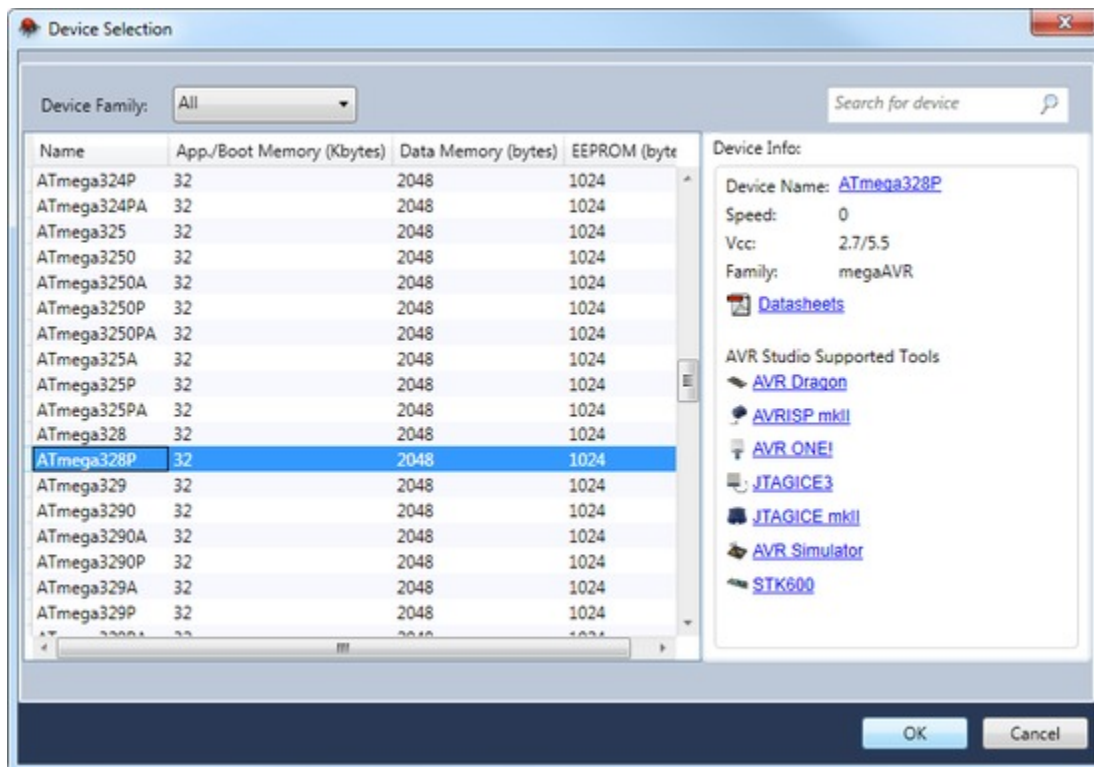 Device Selection
Device Family: All
Search for device
Name App./Boot Memory (Kbytes) Data Memory (bytes) EEPROM (byte
ATmega324P 32 2048 1024
ATmega324PA 32 2048 1024
ATmega325 32 2048 1024
ATmega3250 32 2048 1024
ATmega3250A 32 2048 1024
ATmega3250P 32 2048 1024
ATmega3250PA 32 2048 1024
ATmega325A 32 2048 1024
ATmega325P 32 2048 1024
ATmega325PA 32 2048 1024
ATmega328 32 2048 1024
ATmega328P 32 2048 1024
ATmega329 32 2048 1024
ATmega3290 32 2048 1024
ATmega3290A 32 2048 1024
ATmega3290P 32 2048 1024
ATmega329A 32 2048 1024
ATmega329P 32 2048 1024
Device Info:
Device Name: ATmega328P
Speed: 0
Vcc: 2.7/5.5
Family: megaAVR
Datasheets
AVR Studio Supported Tools
AVR Dragon
AVRISP mkII
AVR ONE!
JTAGICE3
JTAGICE mkII
AVR Simulator
STK600
OK Cancel